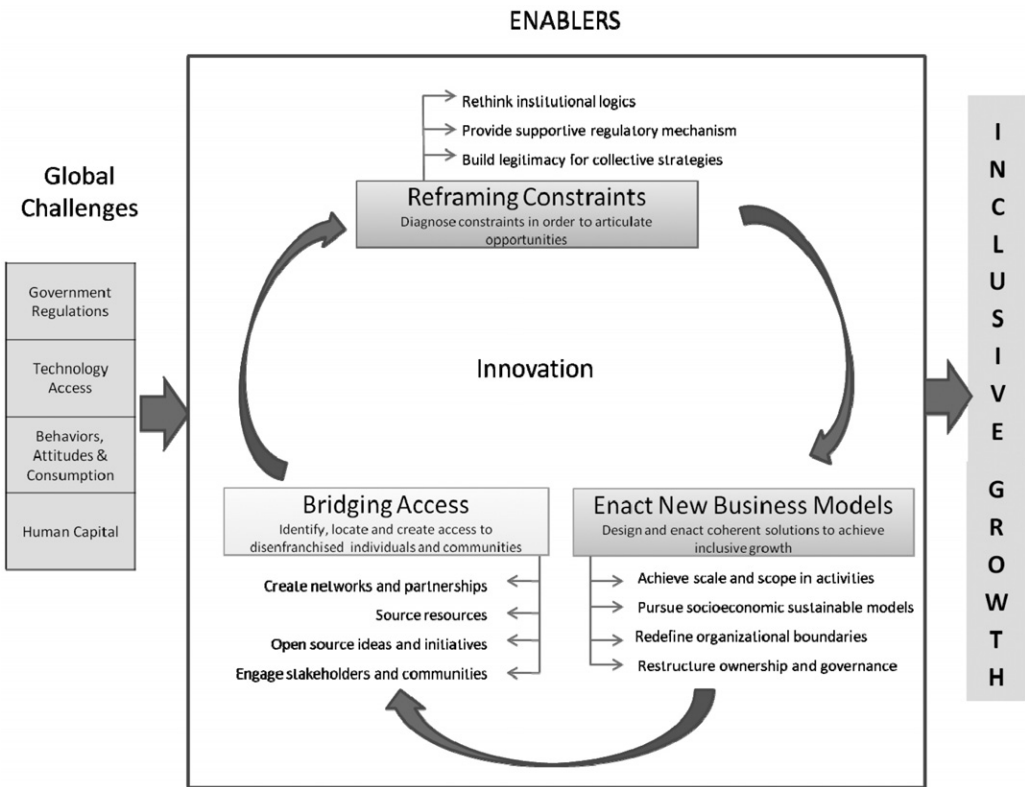 ENABLERS
Global
Challenges
Government
Regulations
Technology
Access
Behaviors,
Attitudes &
Consumption
Human Capital
Rethink institutional logics
Provide supportive regulatory mechanism
Build legitimacy for collective strategies
Reframing Constraints
Diagnose constraints in order to articulate
opportunities
Innovation
Bridging Access
Identify, locate and create access to
disenfranchised individuals and communities
Create networks and partnerships
Source resources
Open source ideas and initiatives
Engage stakeholders and communities
Enact New Business Models
Design and enact coherent solutions to achieve
inclusive growth
Achieve scale and scope in activities
Pursue socioeconomic sustainable models
Redefine organizational boundaries
Restructure ownership and governance
INCLUSIVE GROWTH